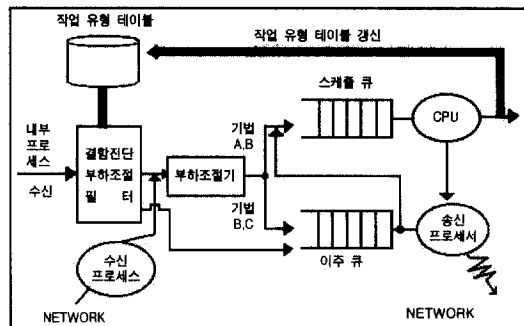 작업 유형 테이블
작업 유형 테이블 갱신
스케쥴 큐
CPU
내부
프로
세스
수신
결함진단
부하조절
필 터
부하조절기
기법
A,B
기법
B,C
이주 큐
송신
프로세서
수신
프로세스
NETWORK
NETWORK